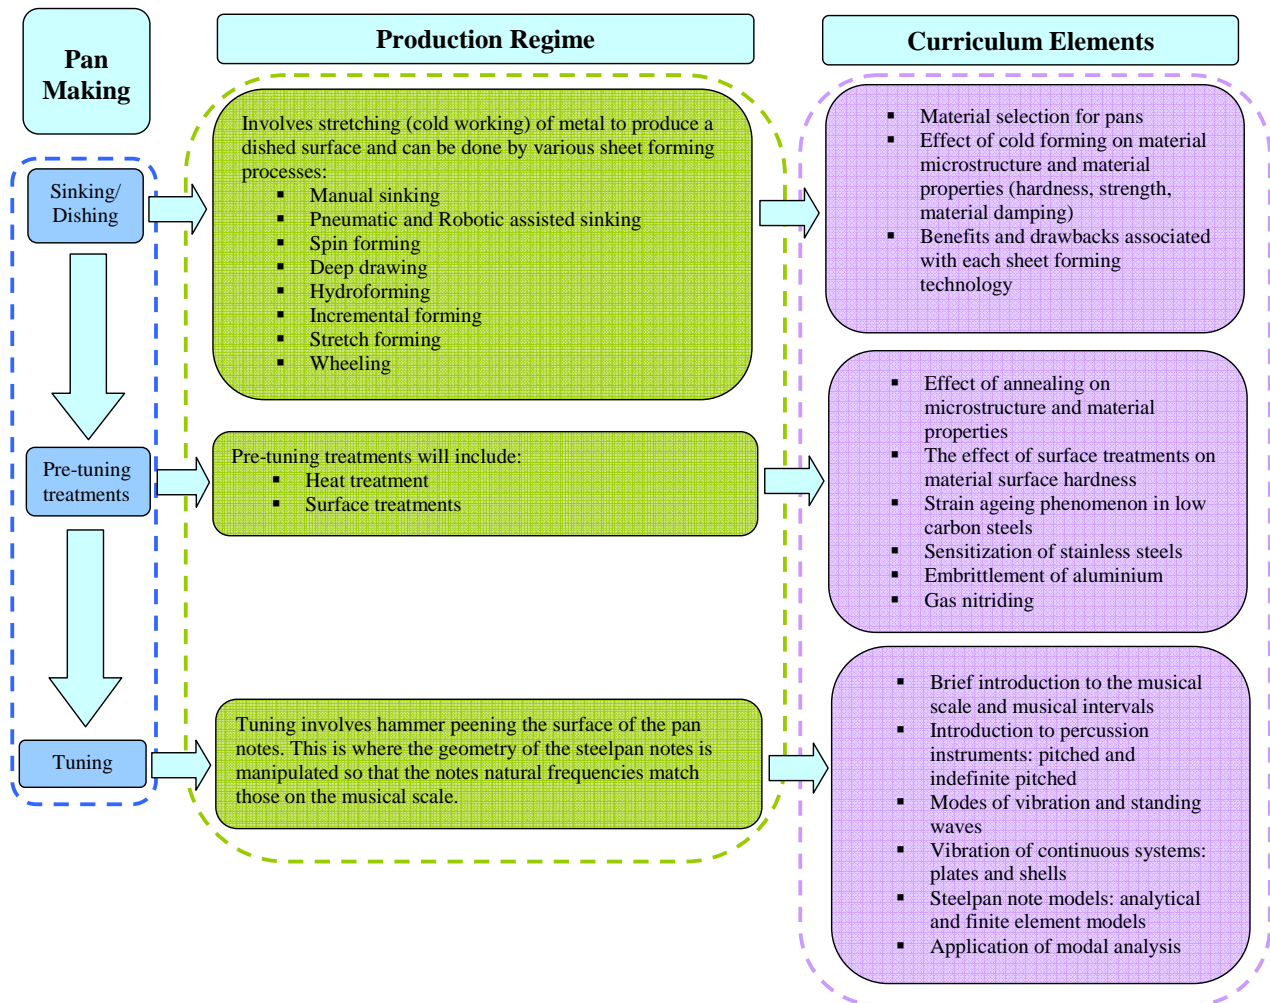 Pan
Making
Production Regime
Curriculum Elements
Sinking/
Dishing
Involves stretching (cold working) of metal to produce a
dished surface and can be done by various sheet forming
processes:
▪ Manual sinking
▪ Pneumatic and Robotic assisted sinking
▪ Spin forming
▪ Deep drawing
▪ Hydroforming
▪ Incremental forming
▪ Stretch forming
▪ Wheeling
▪ Material selection for pans
▪ Effect of cold forming on material
microstructure and material
properties (hardness, strength,
material damping)
▪ Benefits and drawbacks associated
with each sheet forming
technology
Pre-tuning
treatments
Pre-tuning treatments will include:
▪ Heat treatment
▪ Surface treatments
▪ Effect of annealing on
microstructure and material
properties
▪ The effect of surface treatments on
material surface hardness
▪ Strain ageing phenomenon in low
carbon steels
▪ Sensitization of stainless steels
▪ Embrittlement of aluminium
▪ Gas nitriding
Tuning
Tuning involves hammer peening the surface of the pan
notes. This is where the geometry of the steelpan notes is
manipulated so that the notes natural frequencies match
those on the musical scale.
▪ Brief introduction to the musical
scale and musical intervals
▪ Introduction to percussion
instruments: pitched and
indefinite pitched
▪ Modes of vibration and standing
waves
▪ Vibration of continuous systems:
plates and shells
▪ Steelpan note models: analytical
and finite element models
▪ Application of modal analysis